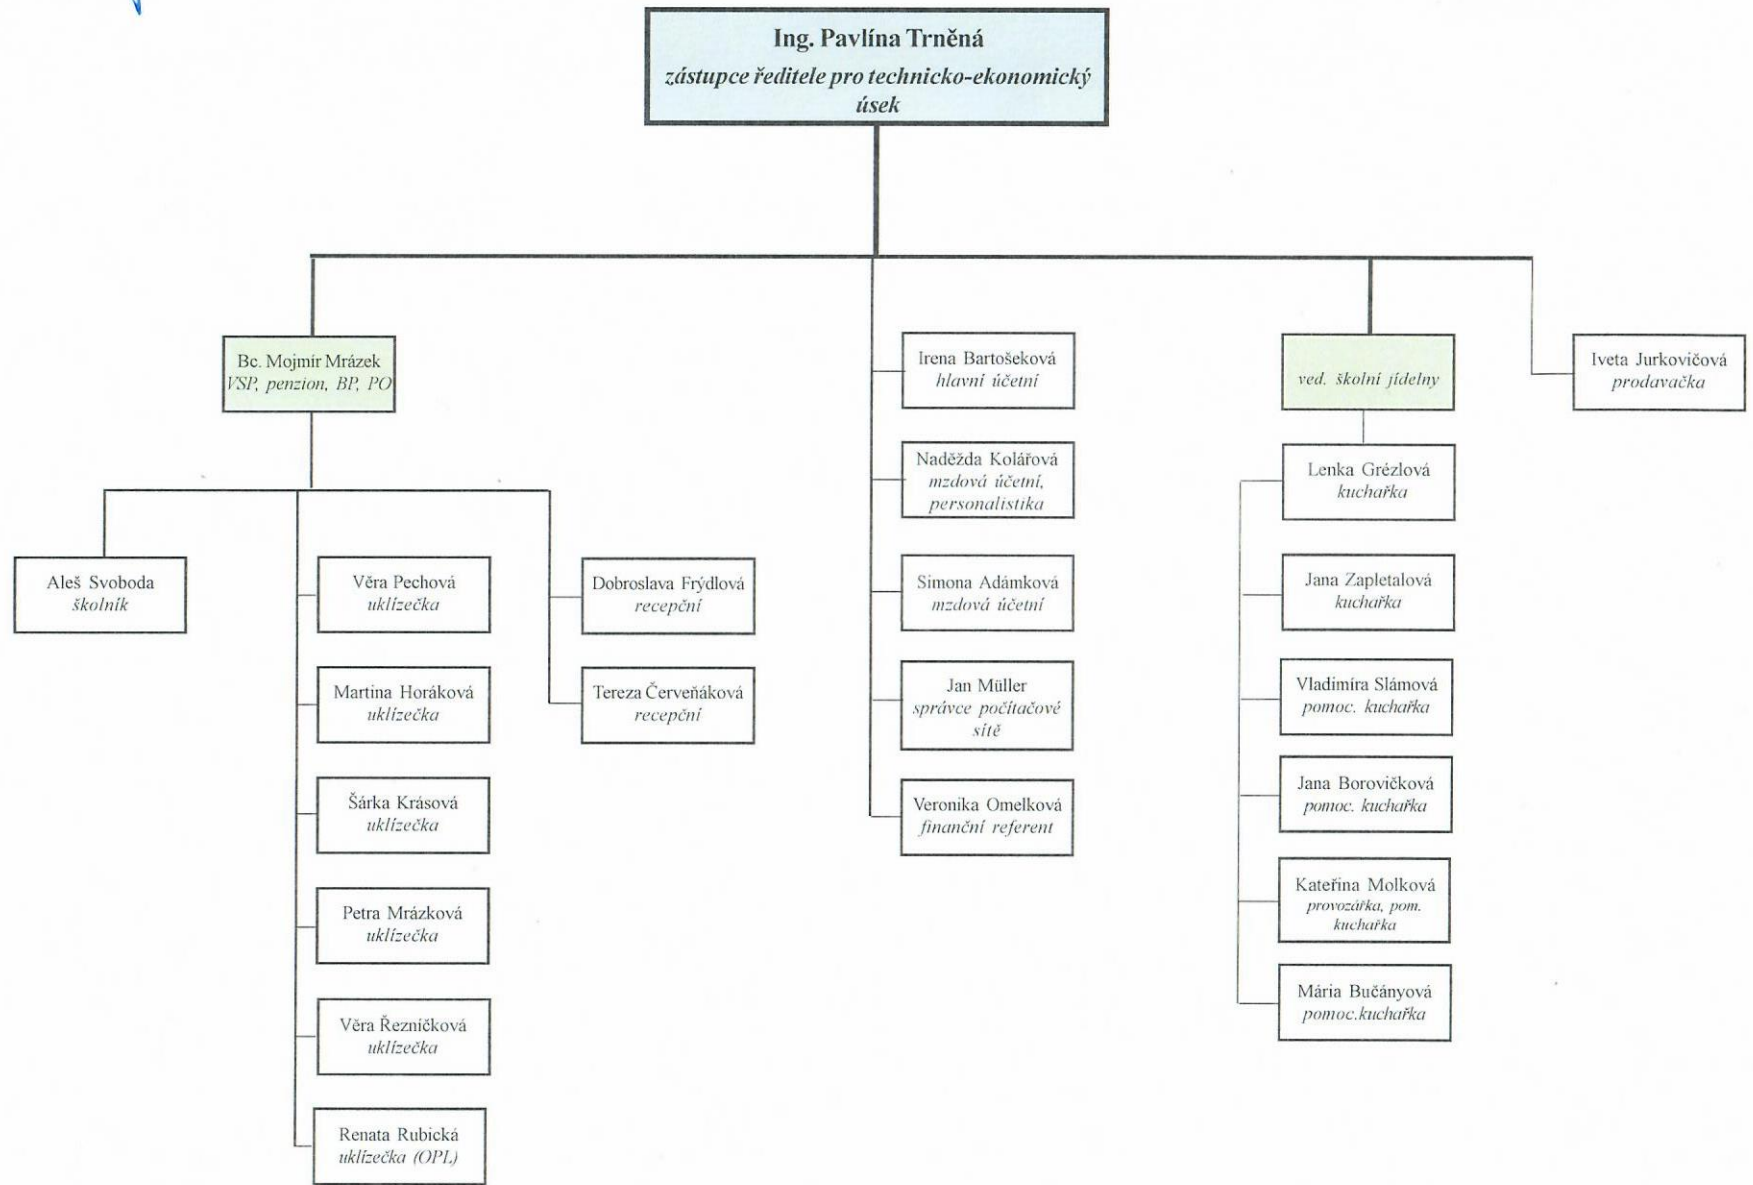 Ing. Pavlína Trněná
zástupce ředitele pro technicko-ekonomický
úsek
Bc. Mojmír Mrázek
VSP, penzion, BP, PO
Aleš Svoboda
školník
Věra Pechová
uklízečka
Martina Horáková
uklízečka
Šárka Krásová
uklízečka
Petra Mrázková
uklízečka
Věra Řezníčková
uklízečka
Renata Rubická
uklízečka (OPL)
Dobroslava Frýdlová
recepční
Tereza Červeňáková
recepční
Irena Bartošeková
hlavní účetní
Naděžda Kolářová
mzdová účetní,
personalistika
Simona Adámková
mzdová účetní
Jan Müller
správce počítačové
sítě
Veronika Omelková
finanční referent
ved. školní jídelny
Lenka Grézlová
kuchařka
Jana Zapletalová
kuchařka
Vladimíra Slámová
pomoc. kuchařka
Jana Borovičková
pomoc. kuchařka
Kateřina Molková
provozářka, pom.
kuchařka
Mária Bučányová
pomoc.kuchařka
Iveta Jurkovičová
prodavačka